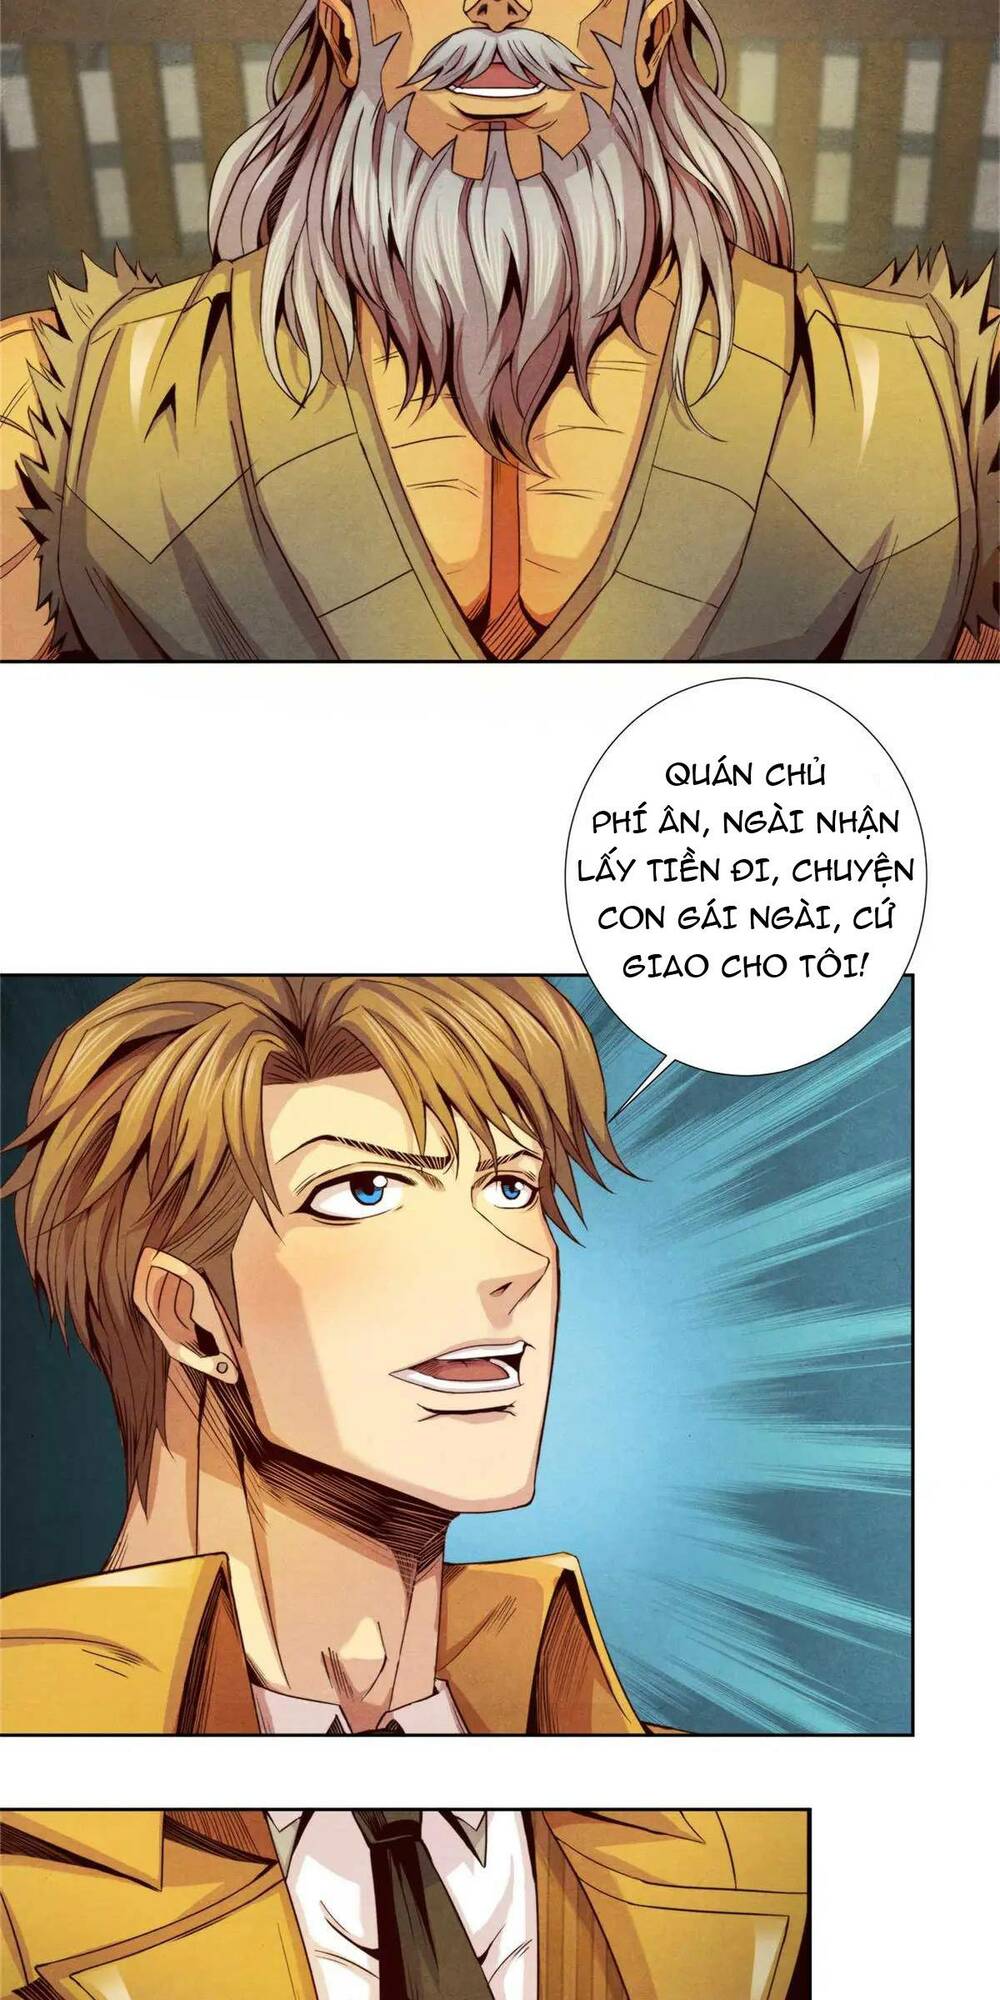 QUÁN CHỦ
PHÍ ÂN, NGÀI NHẬN
LẤY TIỀN ĐI, CHUYỆN
CON GÁI NGÀI, CỨ
GIAO CHO TÔI!